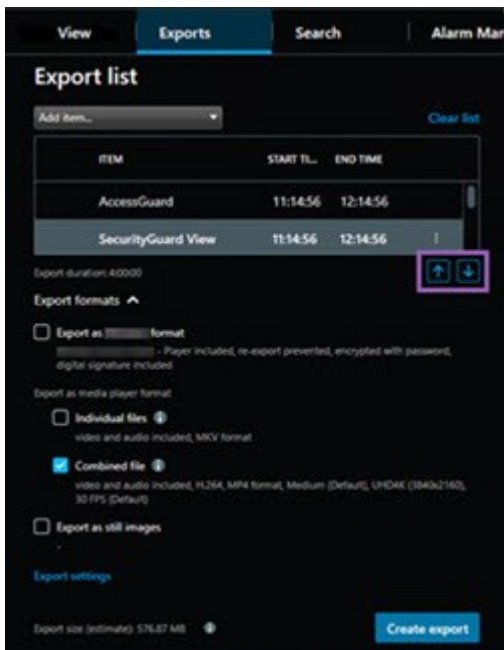 View Exports Search Alarm Mar
Export list
Add item... Clear list
ITEM START TI... END TIME
AccessGuard 11:14:56 12:14:56
SecurityGuard View 11:14:56 12:14:56
Export duration: 4:00:00
Export formats
Export as format
- Player included, re-export prevented, encrypted with password,
digital signature included
Export as media player format
Individual files
video and audio included, MKV format
Combined file
video and audio included, H.264, MP4 format, Medium (Default), UHD4K (3840x2160),
30 FPS (Default)
Export as still images
-
Export settings
Export size (estimate): 576.87 MB
Create export